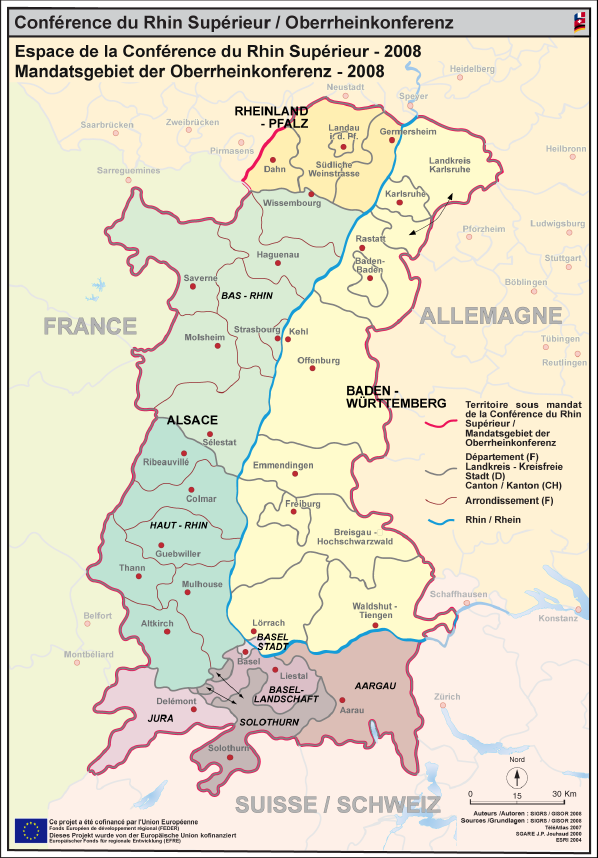 Conférence du Rhin Supérieur / Oberrheinkonferenz
Espace de la Conférence du Rhin Supérieur - 2008
Mandatsgebiet der Oberrheinkonferenz - 2008
Heidelberg
Neustadt
Speyer
RHEINLAND
- PFALZ
Zweibrücken
Saarbrücken
Landau
i. d. Pf.
Germersheim
Pirmasens
Heilbronn
Landkreis
Karlsruhe
Sarreguemines
Dahn
Südliche
Weinstrasse
Karlsruhe
Wissembourg
Ludwigsburg
Pforzheim
Rastatt
Stuttgart
Haguenau
Baden-
Baden
Saverne
Böblingen
BAS - RHIN
FRANCE
ALLEMAGNE
Strasbourg
Kehl
Molsheim
Tübingen
Reutlingen
Offenburg
BADEN -
WÜRTTEMBERG
Territoire sous mandat
de la Conférence du Rhin
Supérieur /
Mandatsgebiet der
Oberrheinkonferenz
ALSACE
Sélestat
Ribeauvillé
Département (F)
Landkreis - Kreisfreie
Stadt (D)
Canton / Kanton (CH)
Emmendingen
Colmar
Arrondissement (F)
Freiburg
Rhin / Rhein
HAUT - RHIN
Breisgau -
Hochschwarzwald
Guebwiller
Thann
Mulhouse
Schaffhausen
Belfort
Altkirch
Lörrach
Waldshut -
Tiengen
Konstanz
BASEL
STADT
Montbéliard
Basel
Liestal
AARGAU
BASEL-
LANDSCHAFT
Zürich
Delémont
Aarau
JURA
SOLOTHURN
Solothurn
Nord
0 15 30 Km
SUISSE / SCHWEIZ
Auteurs / Autoren : SIGRS / GISOR 2008
Sources /Grundlagen : SIGRS / GISOR 2008
TéléAtlas 2007
SGARE J.P. Jouhaud 2000
ESRI 2004
Ce projet a été cofinancé par l'Union Européenne
Fonds Européen de développement régional (FEDER)
Dieses Projekt wurde von der Europäische Union kofinanziert
Europäischer Fonds für regionale Entwicklung (EFRE)